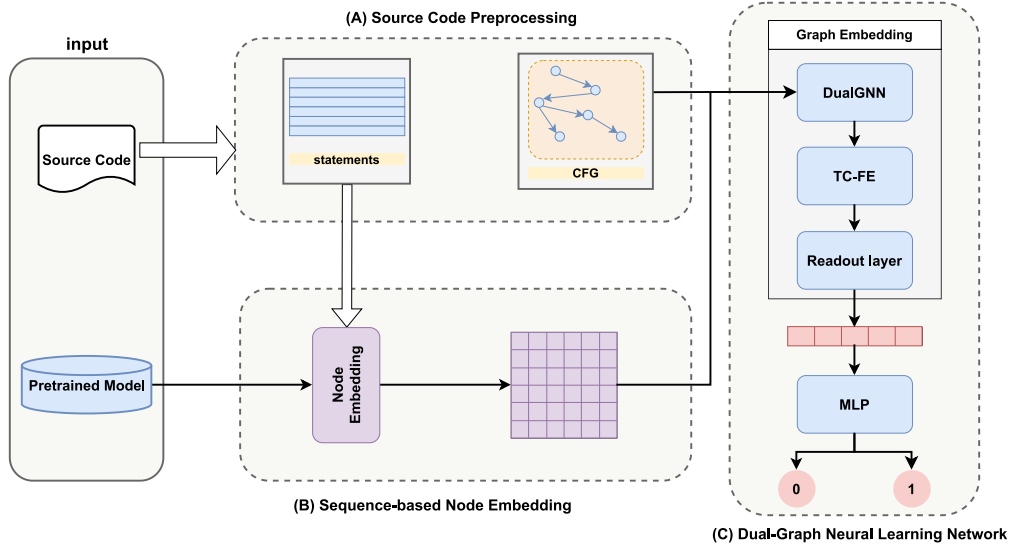 (A) Source Code Preprocessing
input
Source Code
statements
CFG
Pretrained Model
Node
Embedding
(B) Sequence-based Node Embedding
Graph Embedding
DualGNN
TC-FE
Readout layer
MLP
0
1
(C) Dual-Graph Neural Learning Network